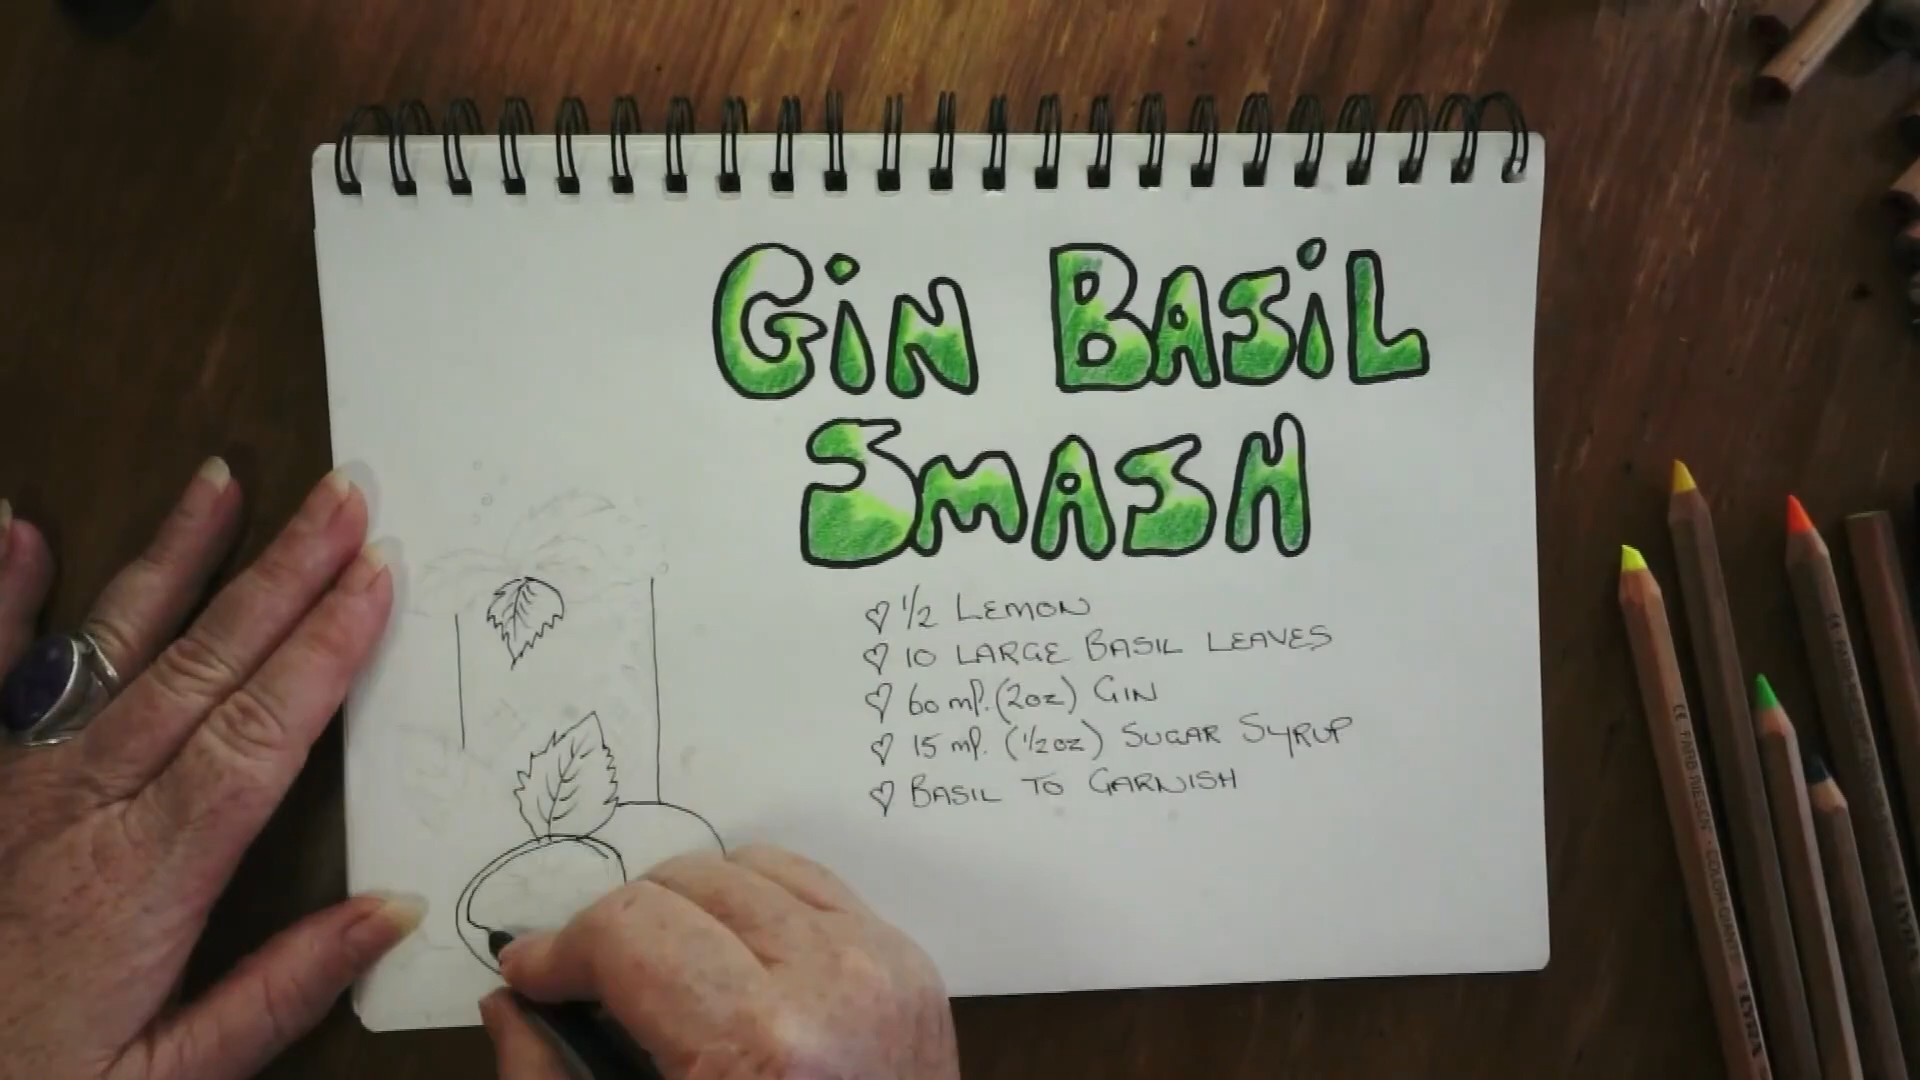 Gin Basil
Smash
♡ 1/2 Lemon
♡ 10 Large Basil Leaves
♡ 60 ml. (2oz) Gin
♡ 15 ml. (1/2oz) Sugar Syrup
♡ Basil to Garnish
LYRA